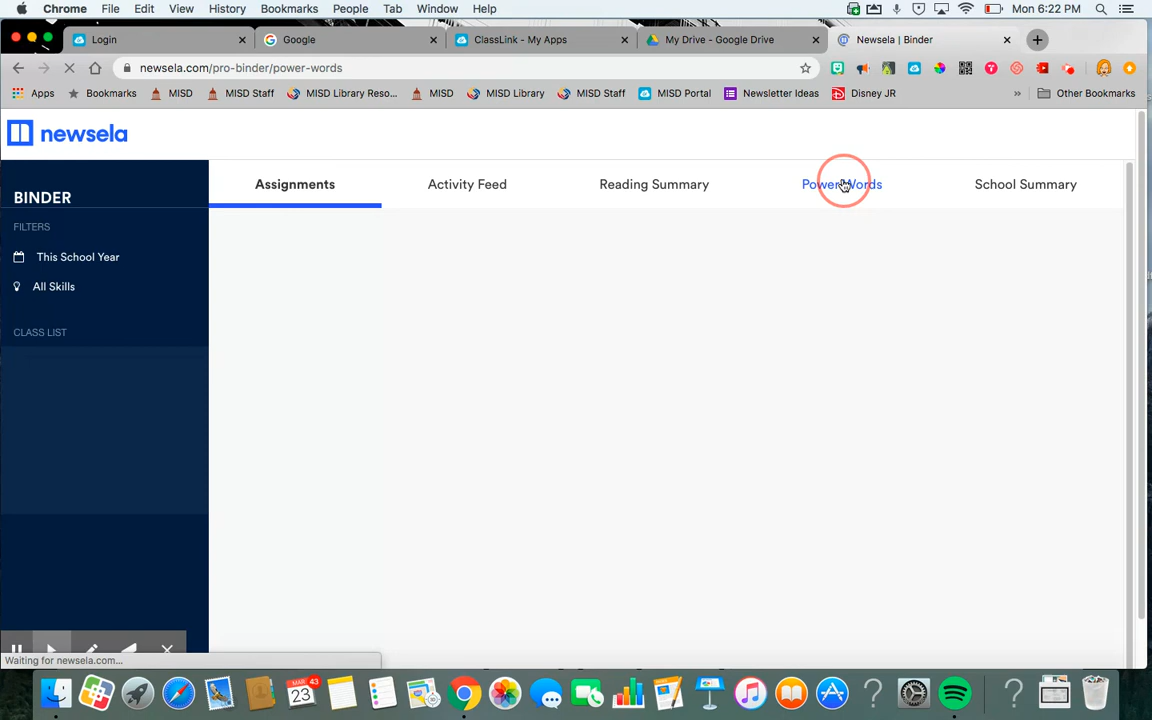 Chrome File Edit View History Bookmarks People Tab Window Help Mon 6:22 PM
Login Google ClassLink - My Apps My Drive - Google Drive Newsela | Binder
newsela.com/pro-binder/power-words
Apps Bookmarks MISD MISD Staff MISD Library Reso... MISD MISD Library MISD Staff MISD Portal Newsletter Ideas Disney JR » Other Bookmarks
newsela
Assignments Activity Feed Reading Summary Power Words School Summary
BINDER
FILTERS
This School Year
All Skills
CLASS LIST
Waiting for newsela.com...
MAR 43
23